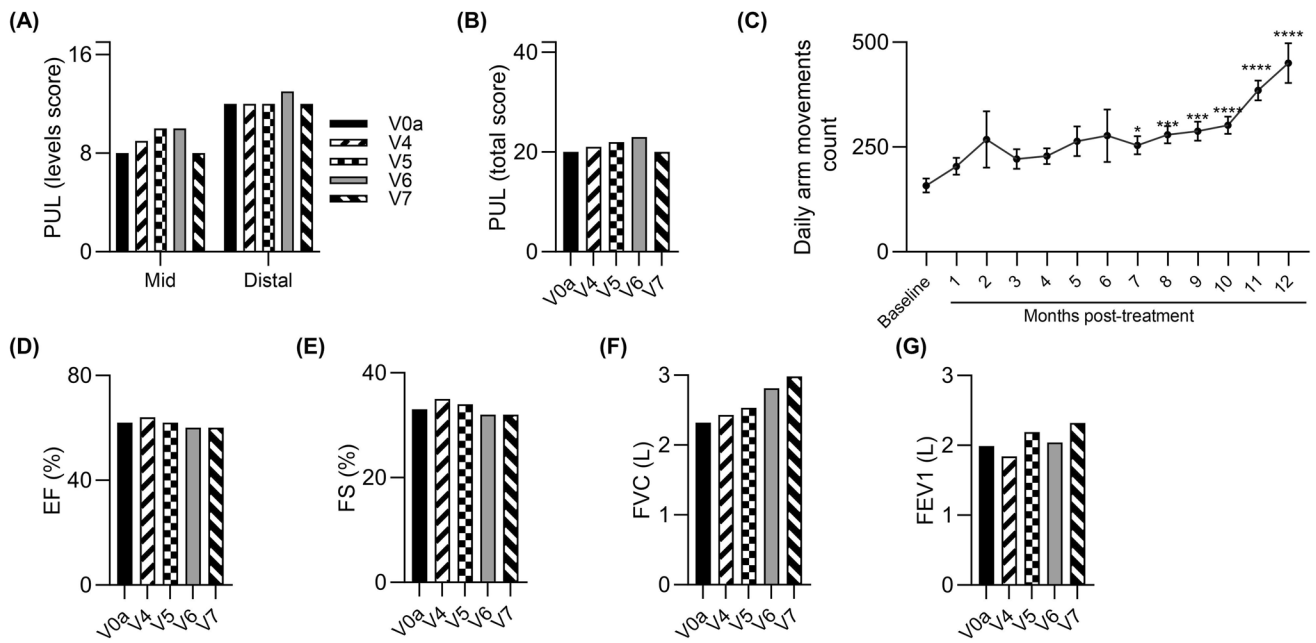 (A)
PUL (levels score)
16
8
0
Mid
Distal
V0a
V4
V5
V6
V7
(B)
PUL (total score)
40
20
0
V0a
V4
V5
V6
V7
(C)
Daily arm movements
count
500
250
0
*
***
***
****
****
****
Baseline
1
2
3
4
5
6
7
8
9
10
11
12
Months post-treatment
(D)
EF (%)
80
40
0
V0a
V4
V5
V6
V7
(E)
FS (%)
40
20
0
V0a
V4
V5
V6
V7
(F)
FVC (L)
3
2
1
0
V0a
V4
V5
V6
V7
(G)
FEV1 (L)
3
2
1
0
V0a
V4
V5
V6
V7